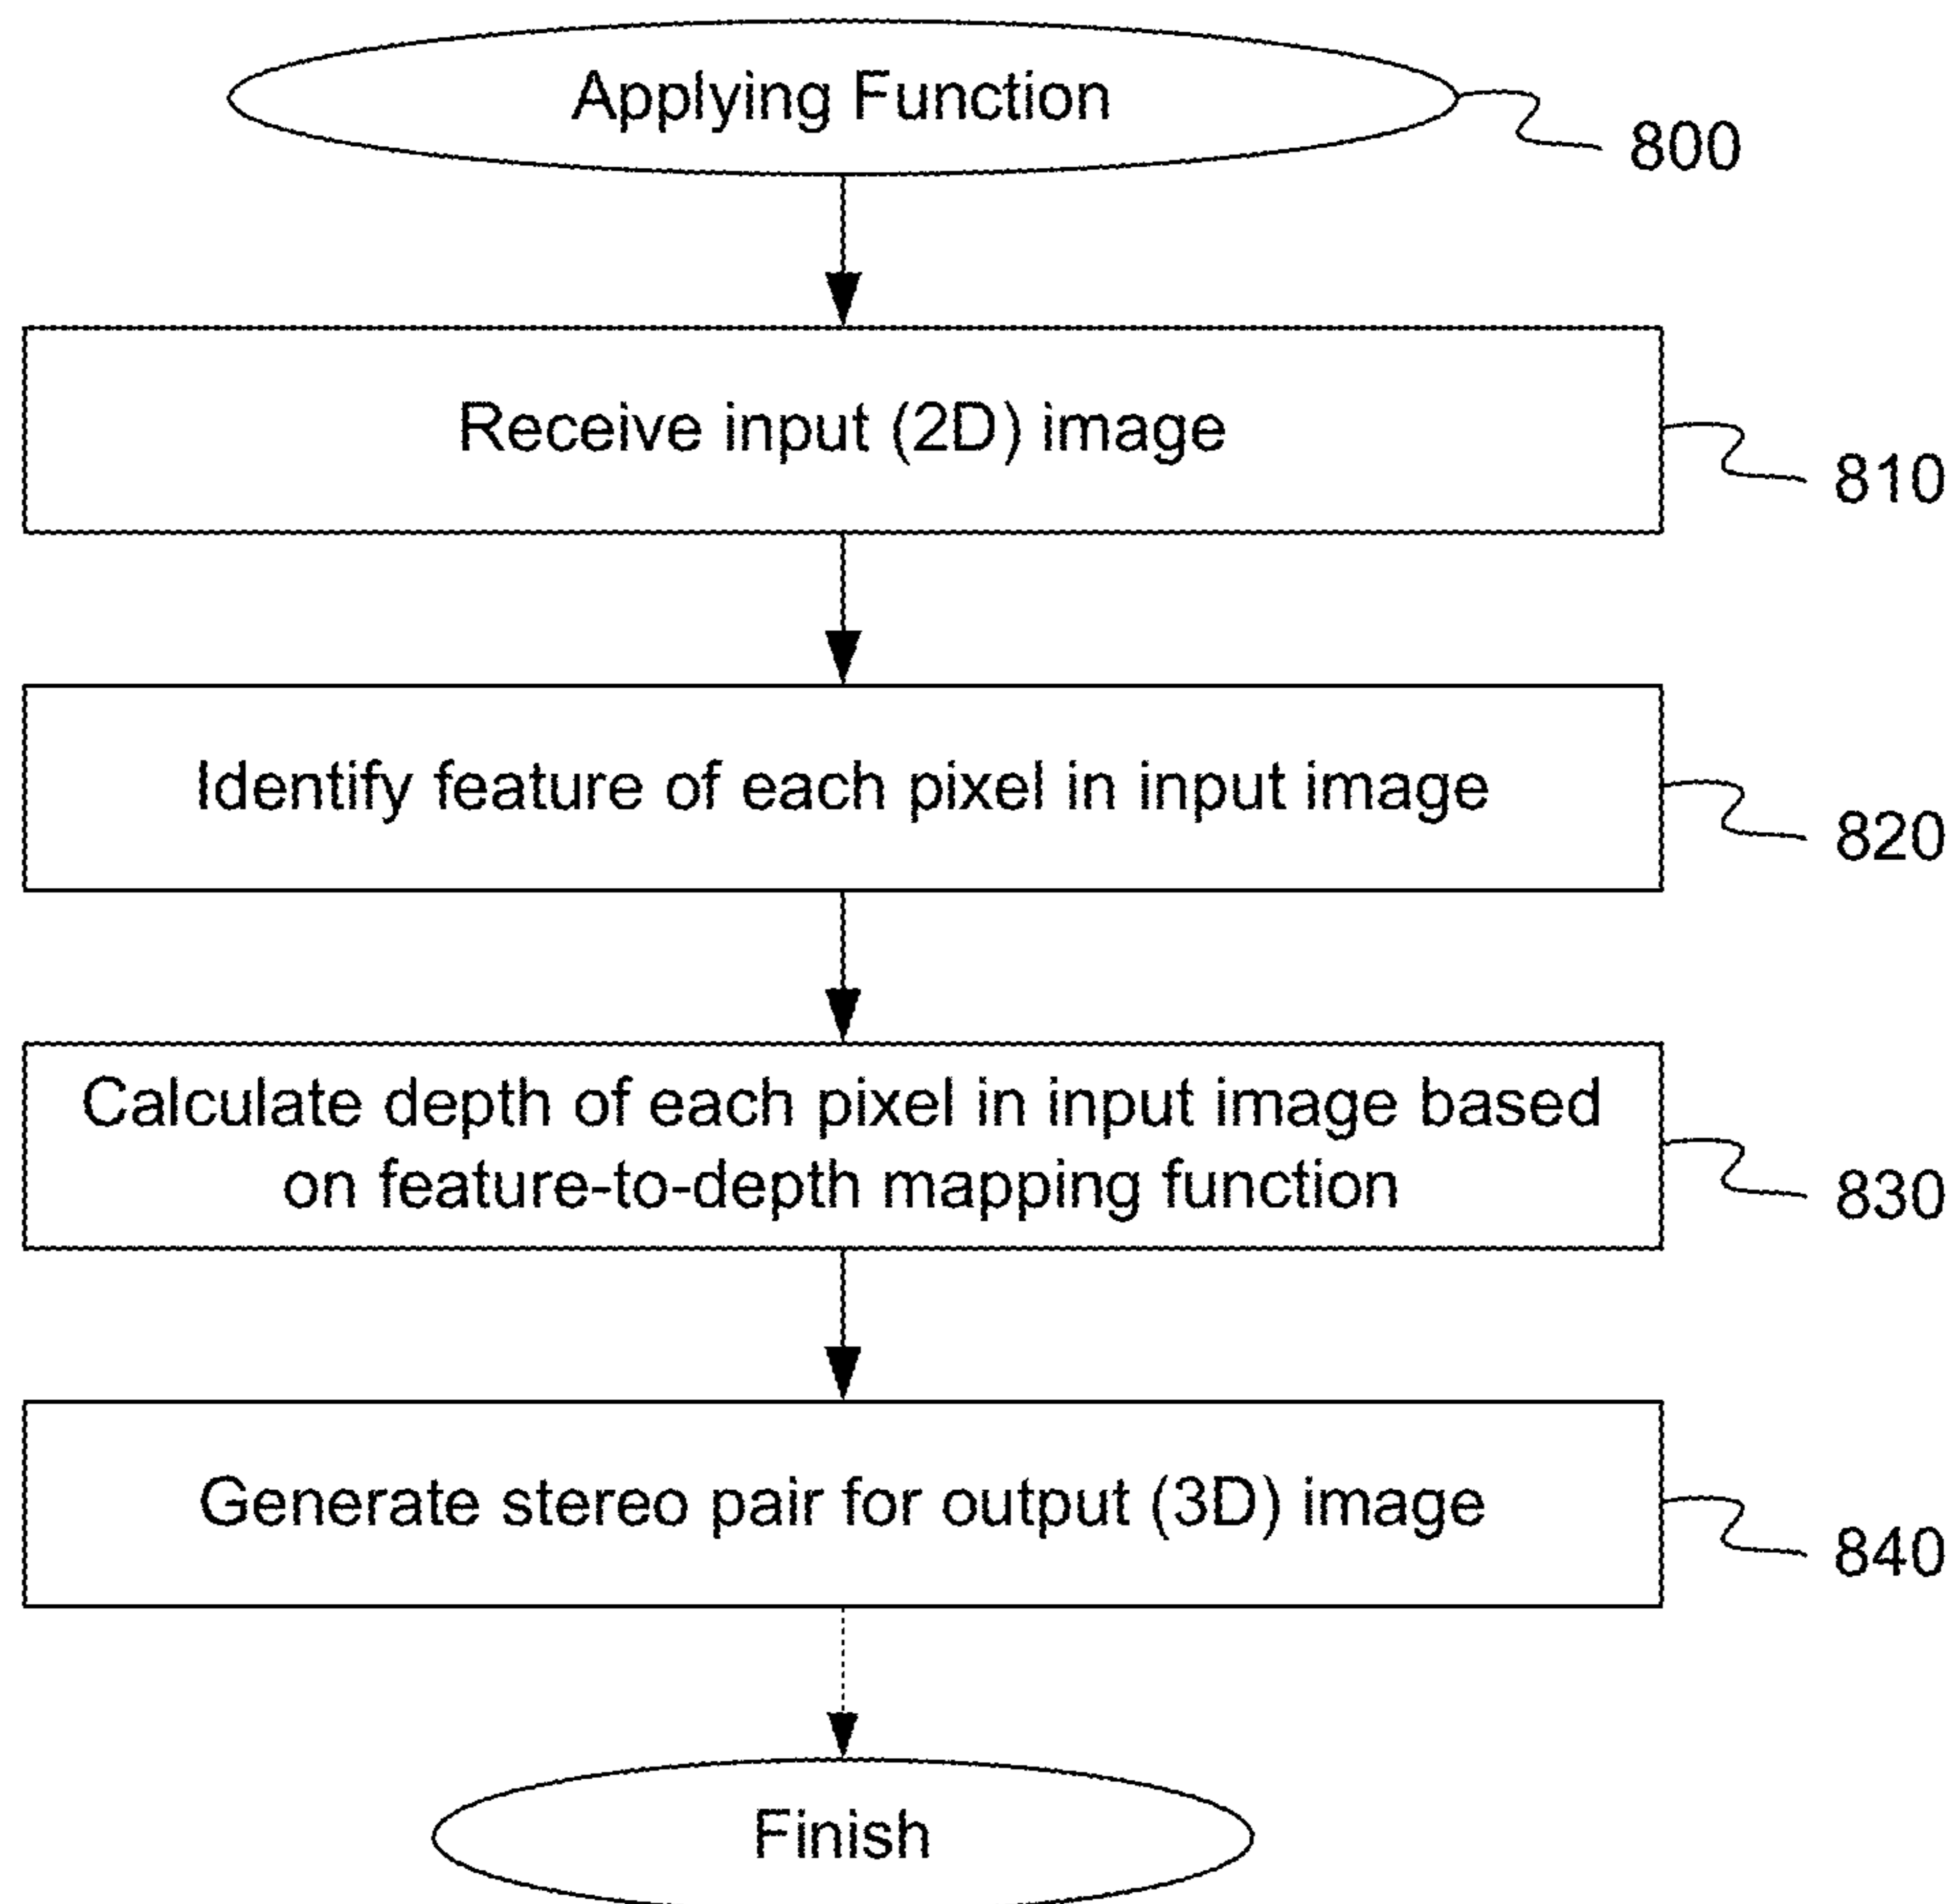 Applying Function
800
Receive input (2D) image
810
Identify feature of each pixel in input image
820
Calculate depth of each pixel in input image based
on feature-to-depth mapping function
830
Generate stereo pair for output (3D) image
840
Finish